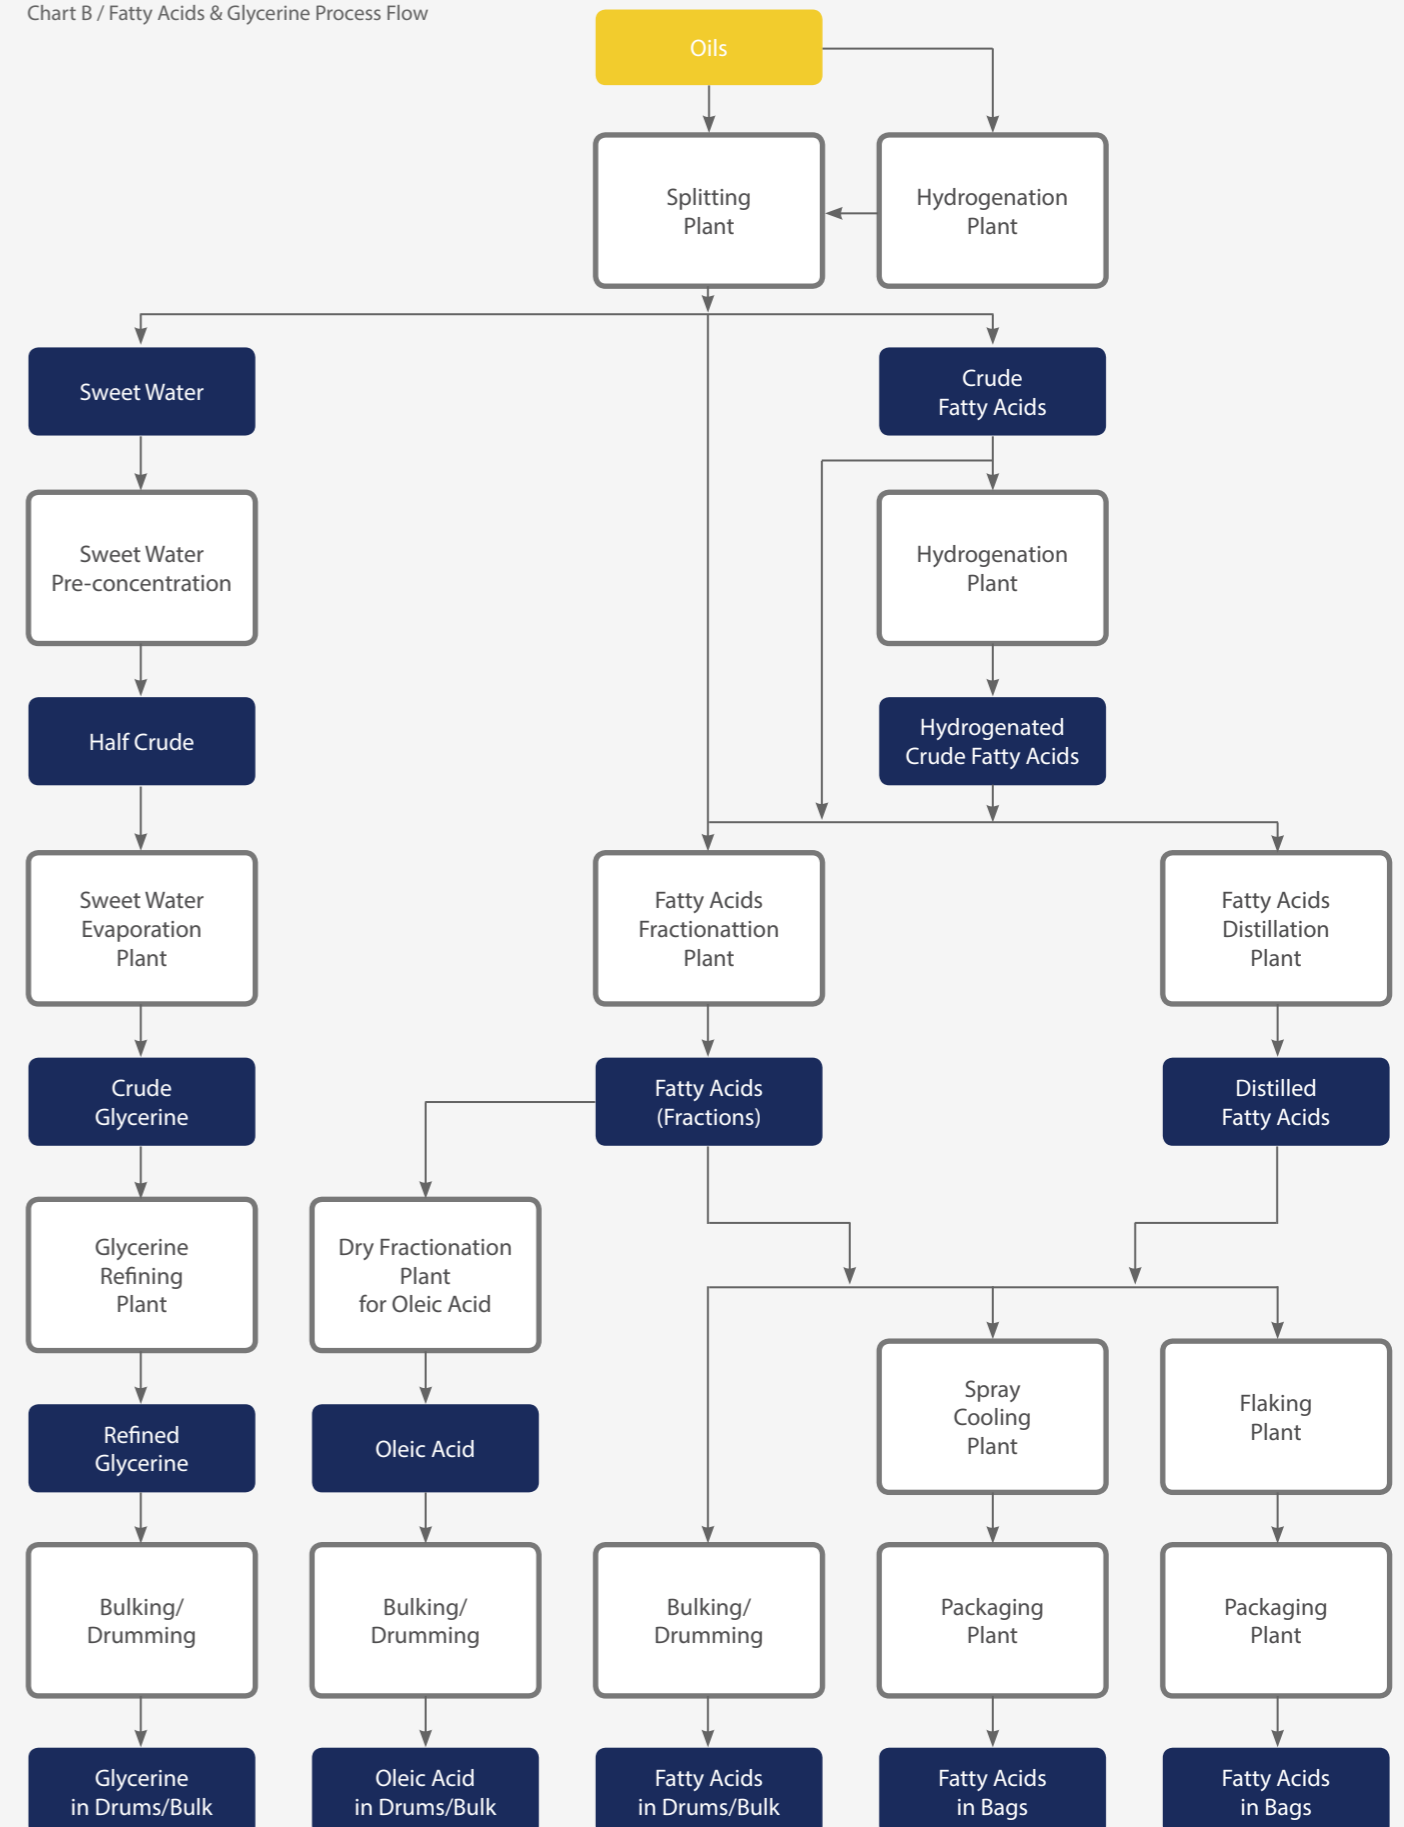 Chart B / Fatty Acids & Glycerine Process Flow
Oils
Splitting
Plant
Hydrogenation
Plant
Sweet Water
Crude
Fatty Acids
Sweet Water
Pre-concentration
Hydrogenation
Plant
Half Crude
Hydrogenated
Crude Fatty Acids
Sweet Water
Evaporation
Plant
Fatty Acids
Fractionattion
Plant
Fatty Acids
Distillation
Plant
Crude
Glycerine
Fatty Acids
(Fractions)
Distilled
Fatty Acids
Glycerine
Refining
Plant
Dry Fractionation
Plant
for Oleic Acid
Spray
Cooling
Plant
Flaking
Plant
Refined
Glycerine
Oleic Acid
Bulking/
Drumming
Bulking/
Drumming
Bulking/
Drumming
Packaging
Plant
Packaging
Plant
Glycerine
in Drums/Bulk
Oleic Acid
in Drums/Bulk
Fatty Acids
in Drums/Bulk
Fatty Acids
in Bags
Fatty Acids
in Bags